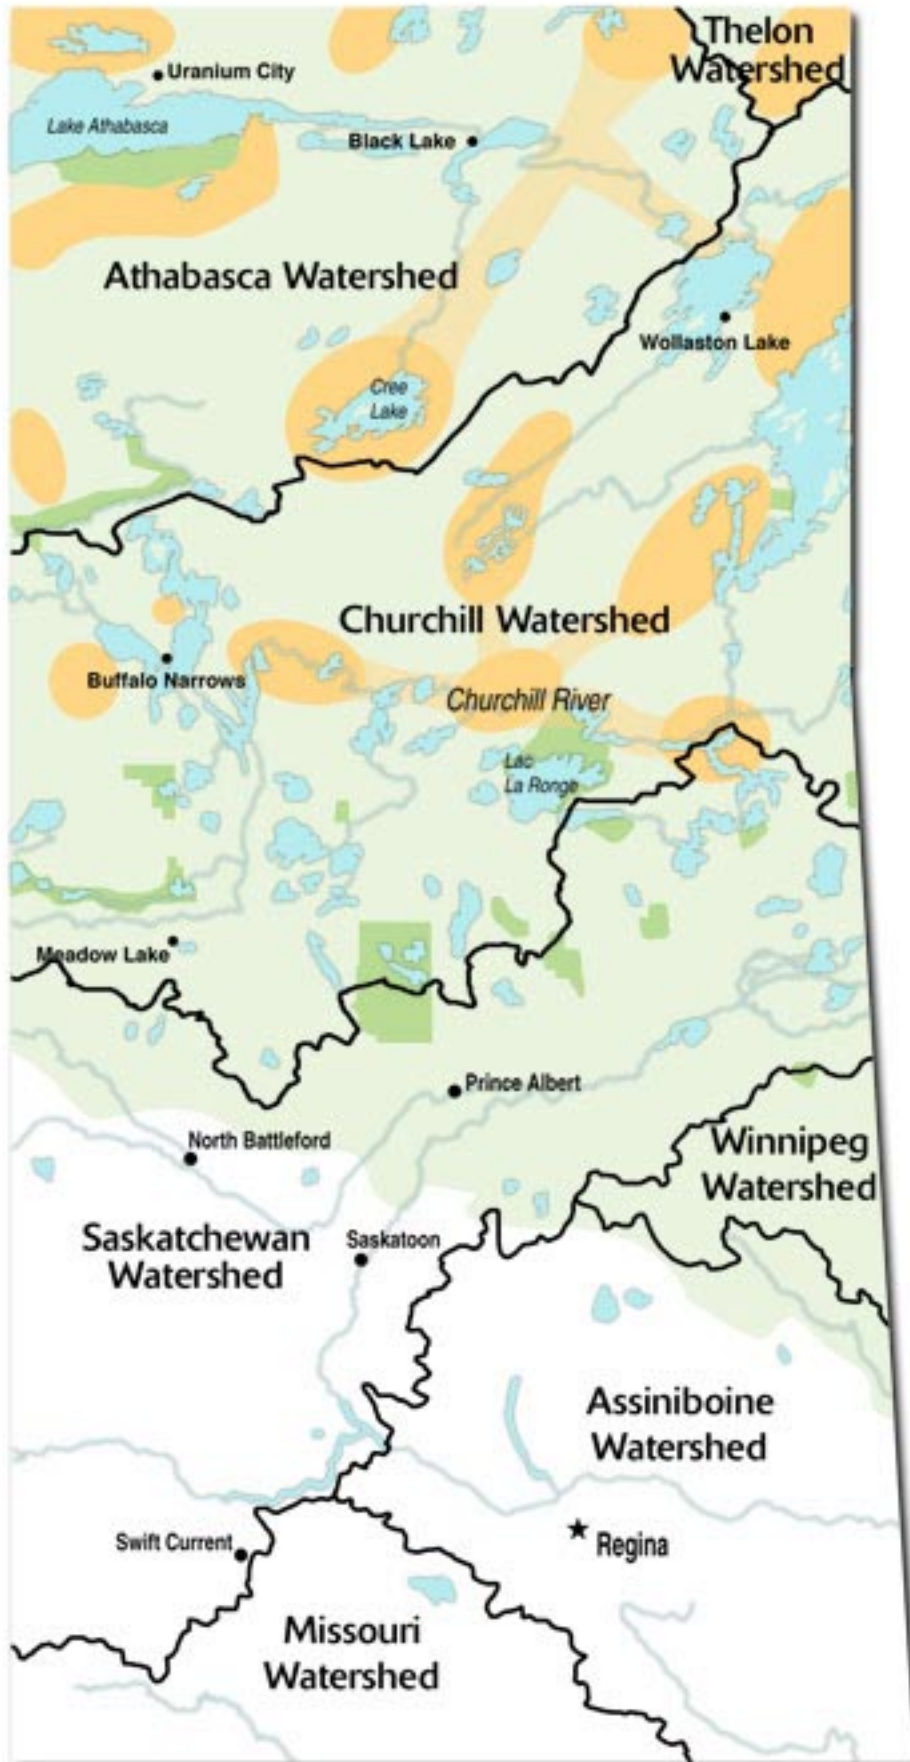 Thelon
Watershed
Uranium City
Lake Athabasca
Black Lake
Athabasca Watershed
Wollaston Lake
Cree
Lake
Churchill Watershed
Buffalo Narrows
Churchill River
Lac
La Ronge
Meadow Lake
Prince Albert
North Battleford
Winnipeg
Watershed
Saskatchewan
Watershed
Saskatoon
Assiniboine
Watershed
Swift Current
Regina
Missouri
Watershed